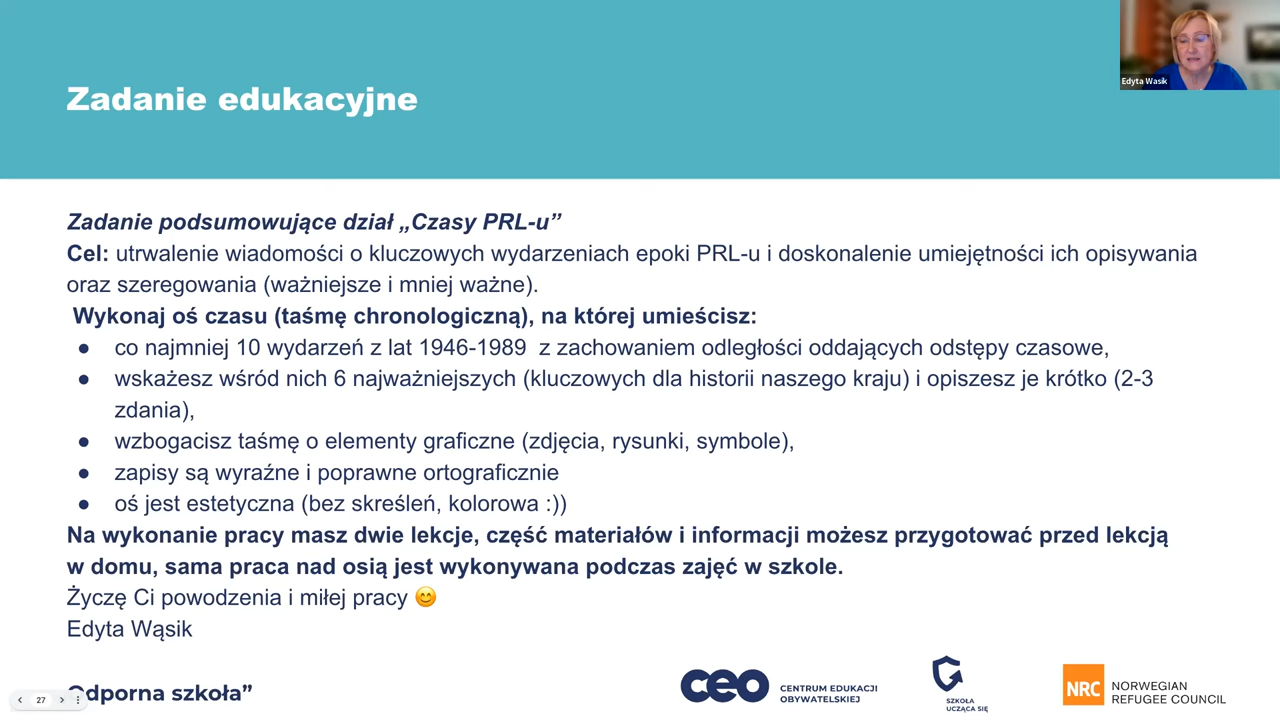 Zadanie edukacyjne
Edyta Wasik
Zadanie podsumowujące dział „Czasy PRL-u”
Cel: utrwalenie wiadomości o kluczowych wydarzeniach epoki PRL-u i doskonalenie umiejętności ich opisywania
oraz szeregowania (ważniejsze i mniej ważne).
Wykonaj oś czasu (taśmę chronologiczną), na której umieścisz:
● co najmniej 10 wydarzeń z lat 1946-1989 z zachowaniem odległości oddających odstępy czasowe,
● wskażesz wśród nich 6 najważniejszych (kluczowych dla historii naszego kraju) i opiszesz je krótko (2-3
zdania),
● wzbogacisz taśmę o elementy graficzne (zdjęcia, rysunki, symbole),
● zapisy są wyraźne i poprawne ortograficznie
● oś jest estetyczna (bez skreśleń, kolorowa :))
Na wykonanie pracy masz dwie lekcje, część materiałów i informacji możesz przygotować przed lekcją
w domu, sama praca nad osią jest wykonywana podczas zajęć w szkole.
Życzę Ci powodzenia i miłej pracy 😊
Edyta Wąsik
27
dporna szkoła”
ceo CENTRUM EDUKACJI
OBYWATELSKIEJ
SZKOŁA
UCZĄCA SIĘ
NRC NORWEGIAN
REFUGEE COUNCIL